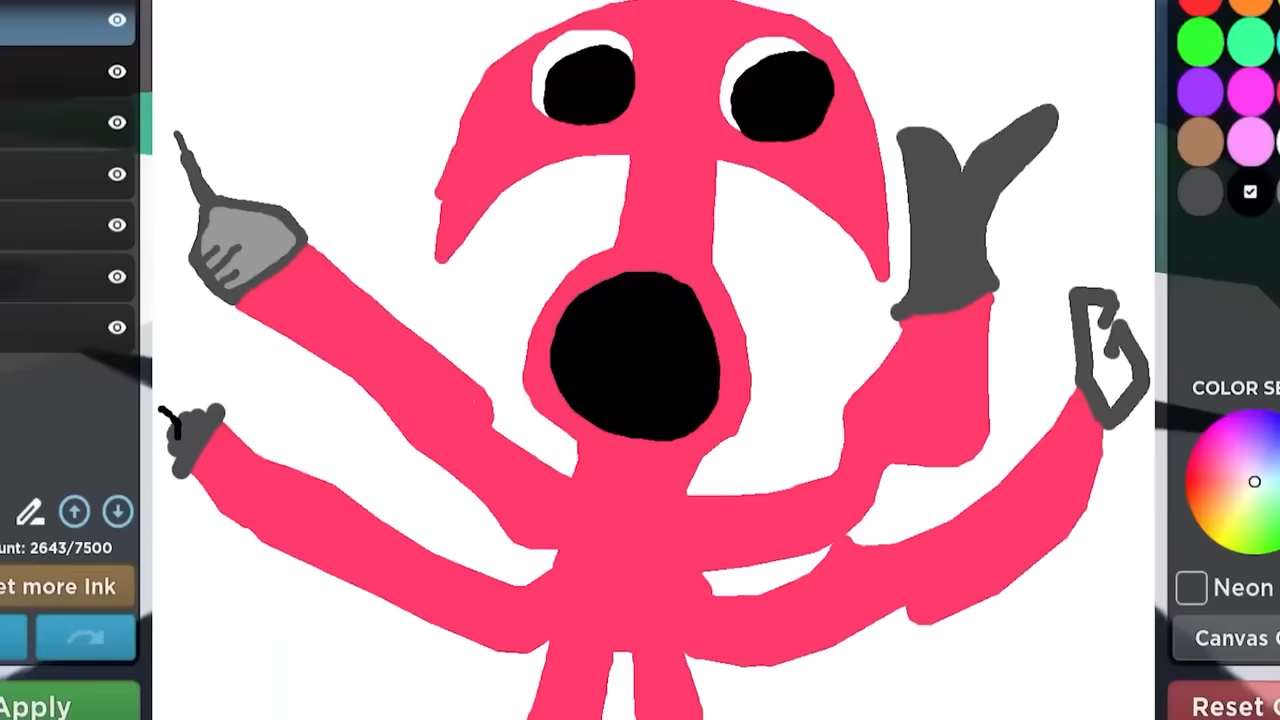 unt: 2643/7500
et more Ink
Apply
COLOR SE
Neon
Canvas C
Reset C